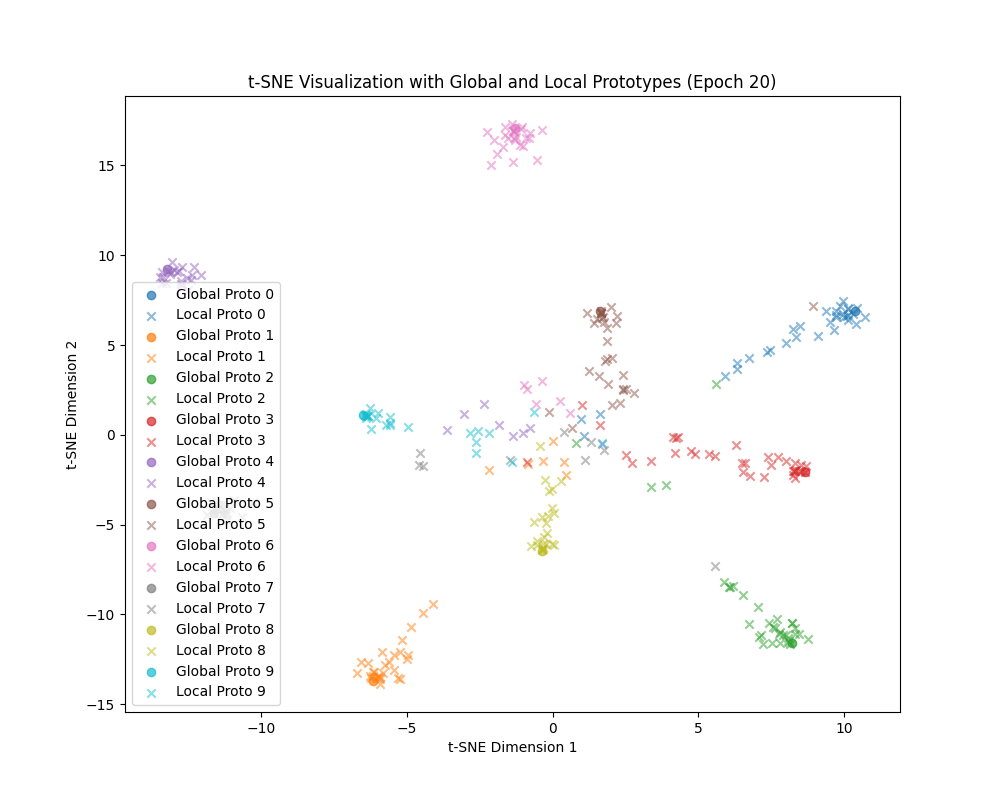 t-SNE Visualization with Global and Local Prototypes (Epoch 20)
t-SNE Dimension 2
15
10
5
0
−5
−10
−15
Global Proto 0
Local Proto 0
Global Proto 1
Local Proto 1
Global Proto 2
Local Proto 2
Global Proto 3
Local Proto 3
Global Proto 4
Local Proto 4
Global Proto 5
Local Proto 5
Global Proto 6
Local Proto 6
Global Proto 7
Local Proto 7
Global Proto 8
Local Proto 8
Global Proto 9
Local Proto 9
−10 −5 0 5 10
t-SNE Dimension 1